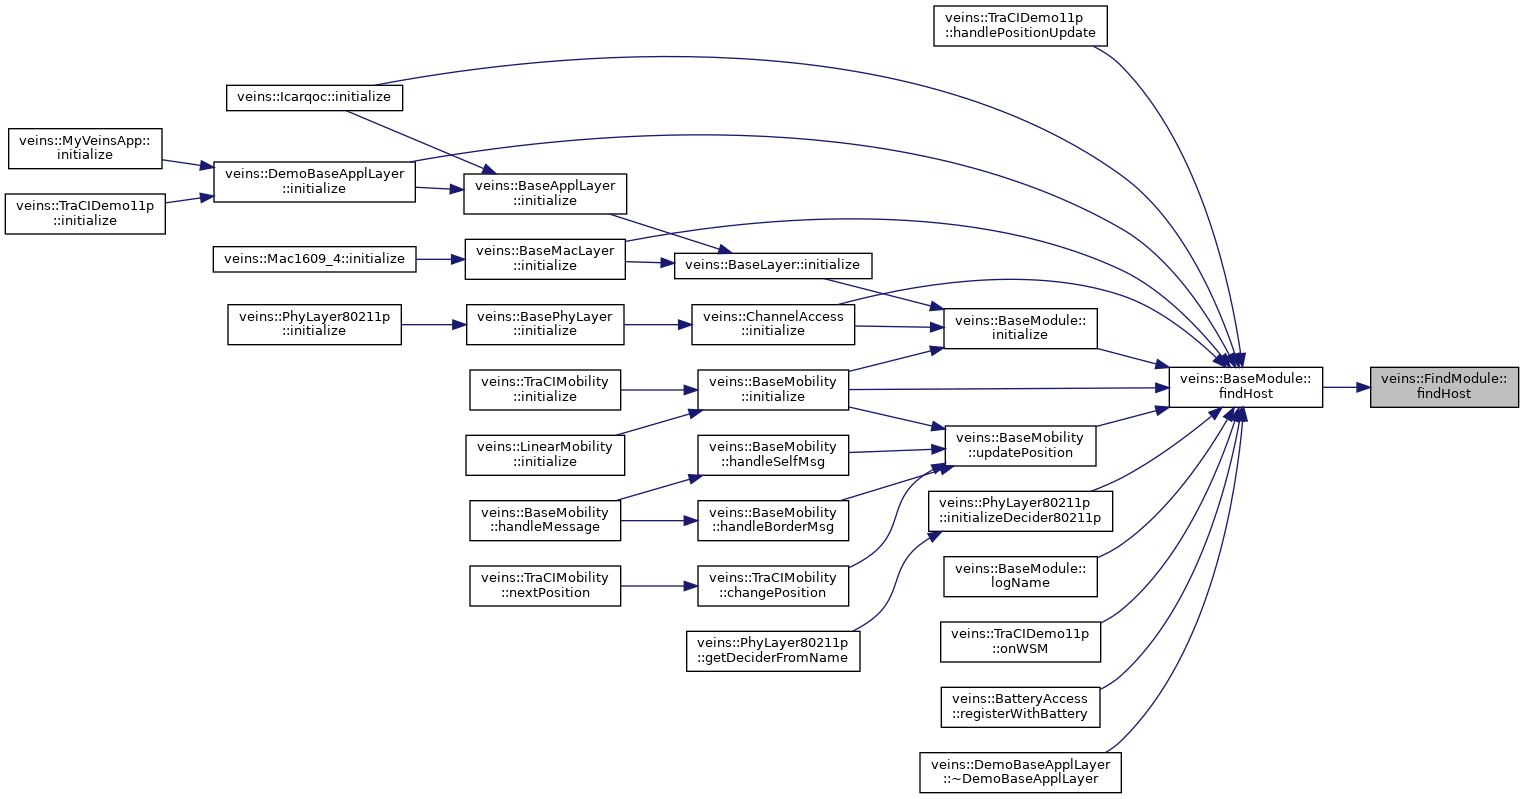 veins::TraCIDemo11p
::handlePositionUpdate
veins::Icarqoc::initialize
veins::MyVeinsApp::
initialize
veins::DemoBaseApplLayer
::initialize
veins::BaseApplLayer
::initialize
veins::TraCIDemo11p
::initialize
veins::BaseMacLayer
::initialize
veins::Mac1609_4::initialize
veins::BaseLayer::initialize
veins::PhyLayer80211p
::initialize
veins::BasePhyLayer
::initialize
veins::ChannelAccess
::initialize
veins::BaseModule::
initialize
veins::TraCIMobility
::initialize
veins::BaseMobility
::initialize
veins::BaseModule::
findHost
veins::FindModule::
findHost
veins::LinearMobility
::initialize
veins::BaseMobility
::handleSelfMsg
veins::BaseMobility
::updatePosition
veins::BaseMobility
::handleMessage
veins::BaseMobility
::handleBorderMsg
veins::PhyLayer80211p
::initializeDecider80211p
veins::TraCIMobility
::nextPosition
veins::TraCIMobility
::changePosition
veins::BaseModule::
logName
veins::PhyLayer80211p
::getDeciderFromName
veins::TraCIDemo11p
::onWSM
veins::BatteryAccess
::registerWithBattery
veins::DemoBaseApplLayer
::~DemoBaseApplLayer